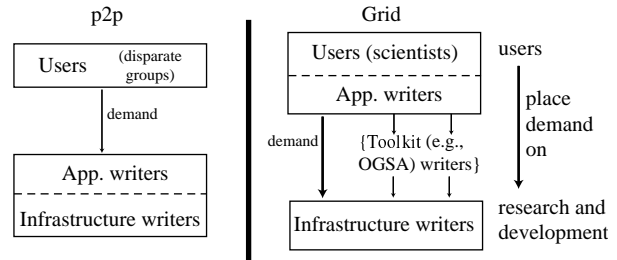 p2p
Users (disparate
groups)
demand
App. writers
Infrastructure writers
Grid
Users (scientists)
App. writers
demand
{Toolkit (e.g.,
OGSA) writers}
Infrastructure writers
users
place
demand
on
research and
development